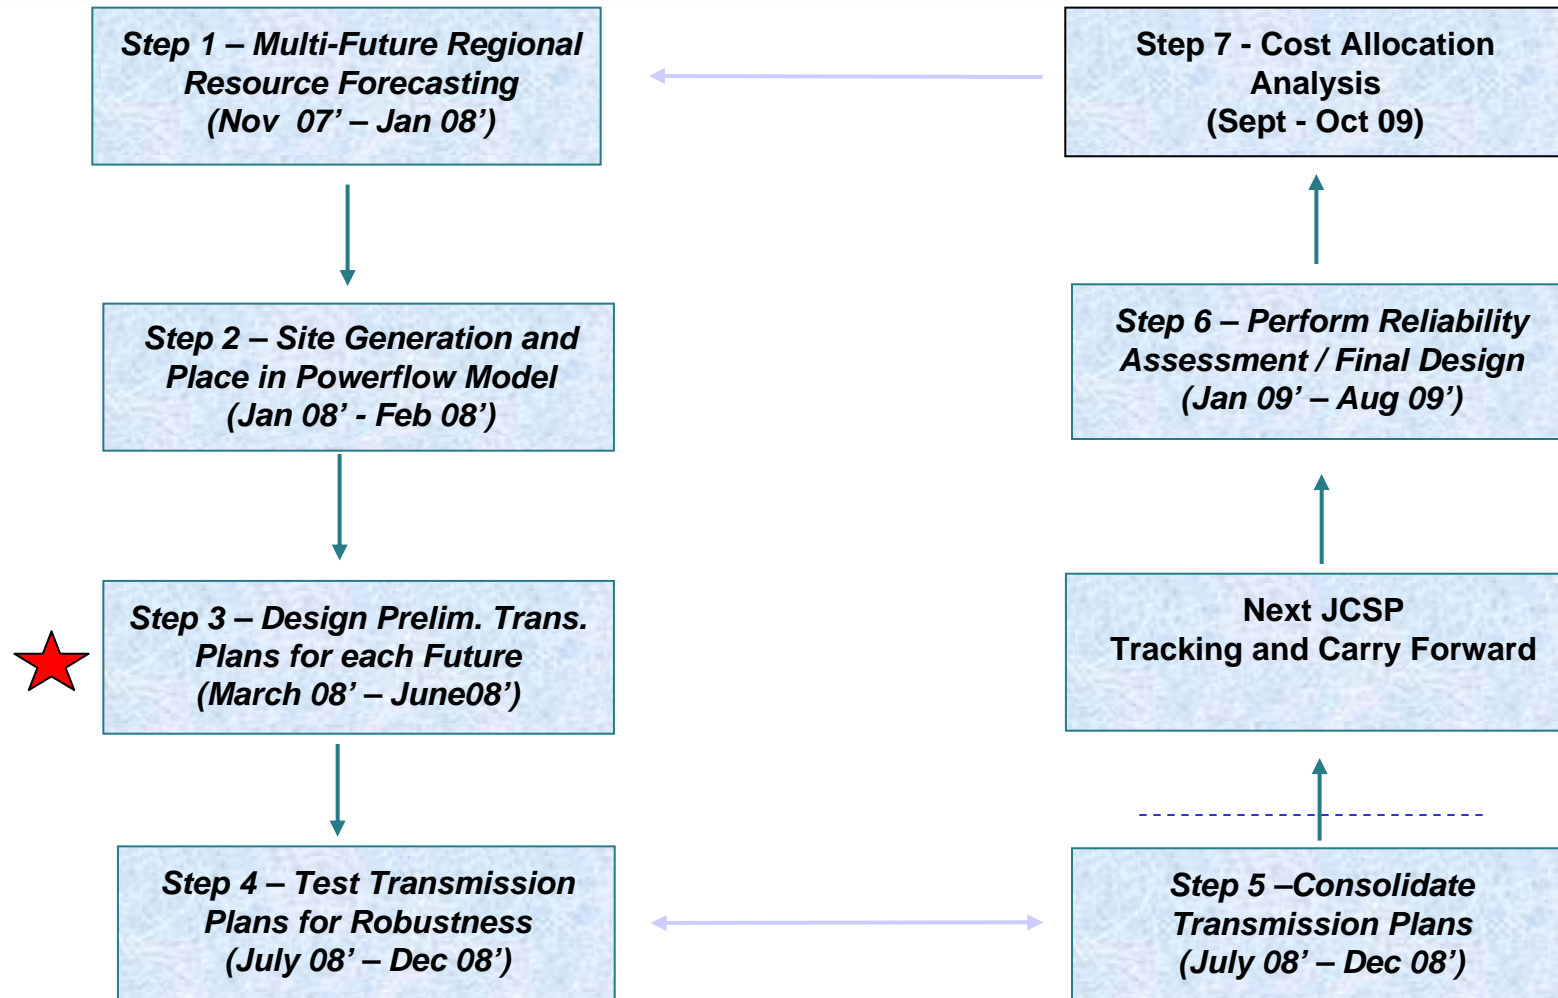 Step 1 – Multi-Future Regional
Resource Forecasting
(Nov  07’ – Jan 08’)
Step 2 – Site Generation and
Place in Powerflow Model
(Jan 08’ - Feb 08’)
Step 3 – Design Prelim. Trans.
Plans for each Future
(March 08’ – June08’)
Step 4 – Test Transmission
Plans for Robustness
(July 08’ – Dec 08’)
Step 5 –Consolidate
Transmission Plans
(July 08’ – Dec 08’)
Next JCSP
Tracking and Carry Forward
Step 6 – Perform Reliability
Assessment / Final Design
(Jan 09’ – Aug 09’)
Step 7 - Cost Allocation
Analysis
(Sept - Oct 09)